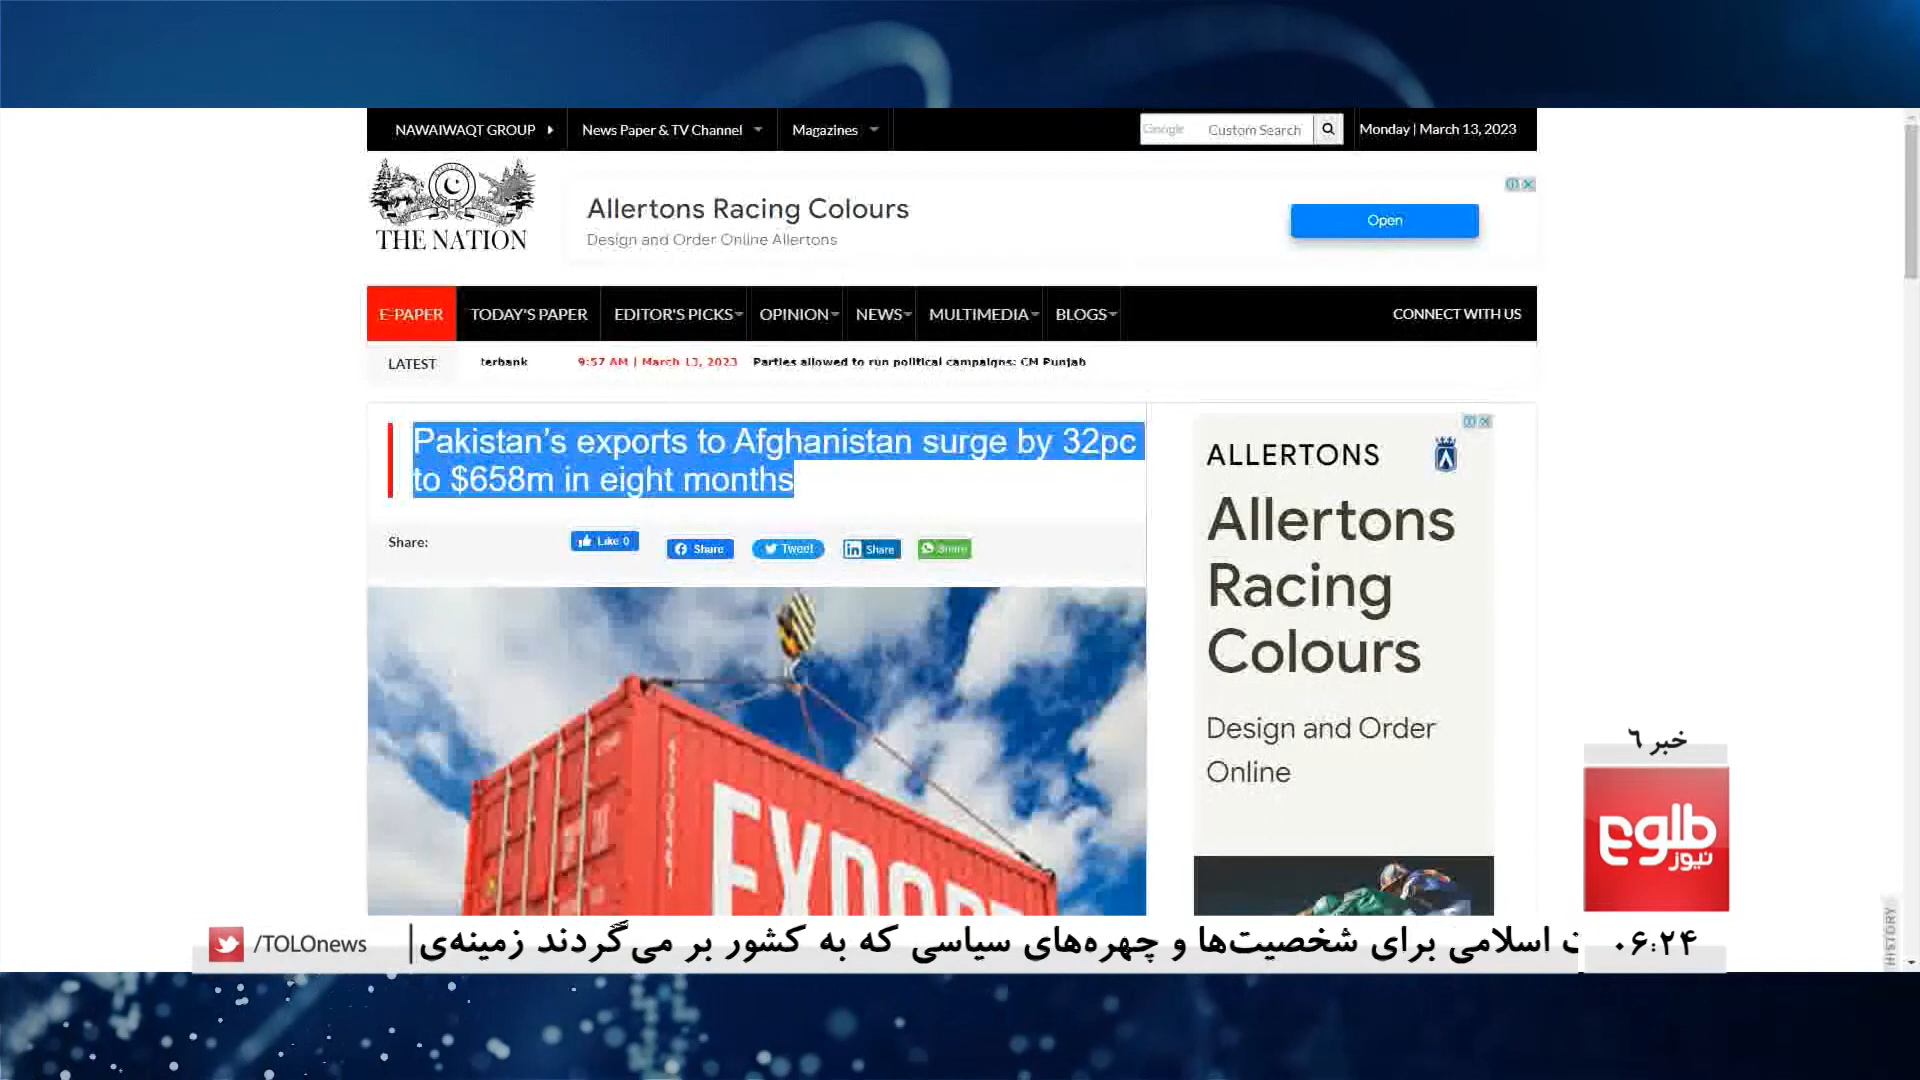 NAWAIWAQT GROUP
News Paper & TV Channel
Magazines
Google Custom Search
Monday | March 13, 2023
THE NATION
Allertons Racing Colours
Design and Order Online Allertons
Open
E-PAPER
TODAY'S PAPER
EDITOR'S PICKS
OPINION
NEWS
MULTIMEDIA
BLOGS
CONNECT WITH US
LATEST
terbank
9:57 AM | March 13, 2023
Parties allowed to run political campaigns: CM Punjab
Pakistan’s exports to Afghanistan surge by 32pc
to $658m in eight months
Share:
Like 0
Share
Tweet
Share
Share
EXPORT
ALLERTONS
Allertons
Racing
Colours
Design and Order
Online
خبر ٦
طلوع
نیوز
HISTORY
/TOLOnews
ت اسلامی برای شخصیت‌ها و چهره‌های سیاسی که به کشور بر می‌گردند زمینه‌ی
۰۶:۲۴